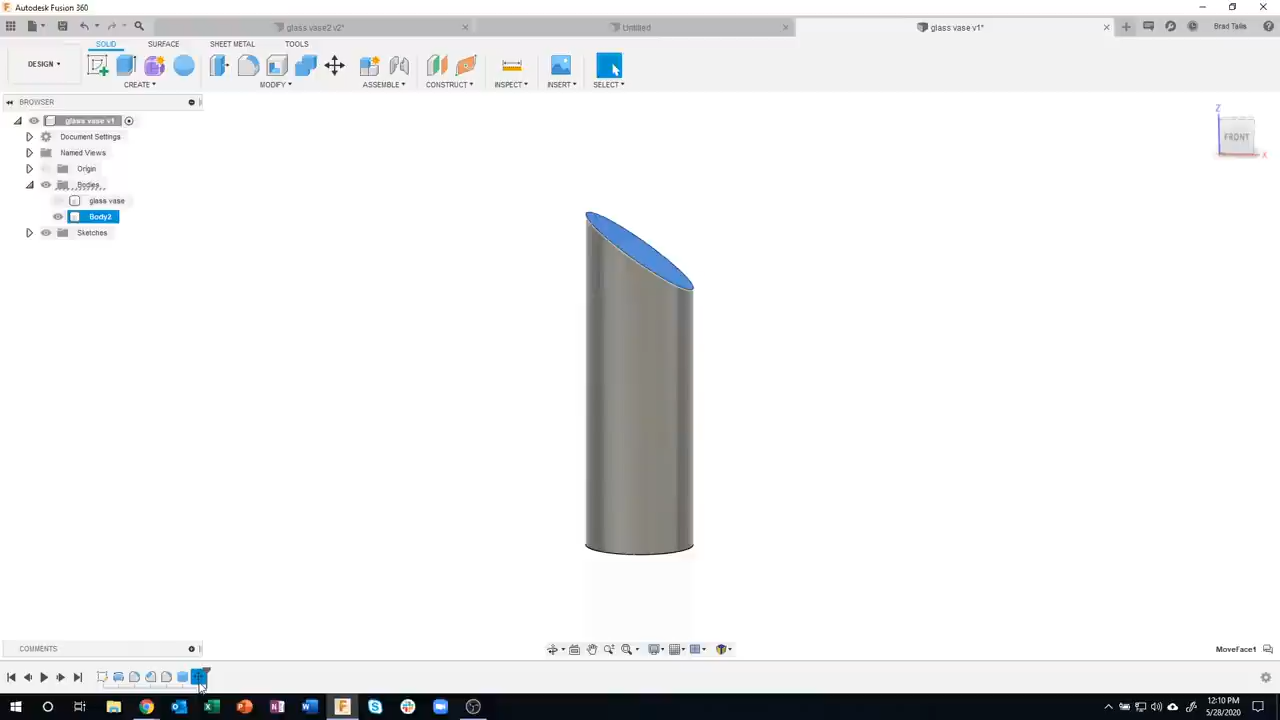 Autodesk Fusion 360
glass vase2 v2*
Untitled
glass vase v1*
Brad Tallis
SOLID
SURFACE
SHEET METAL
TOOLS
DESIGN
CREATE
MODIFY
ASSEMBLE
CONSTRUCT
INSPECT
INSERT
SELECT
BROWSER
glass vase v1
Document Settings
Named Views
Origin
Bodies
glass vase
Body2
Sketches
Z
FRONT
X
COMMENTS
MoveFace1
12:10 PM
5/28/2020